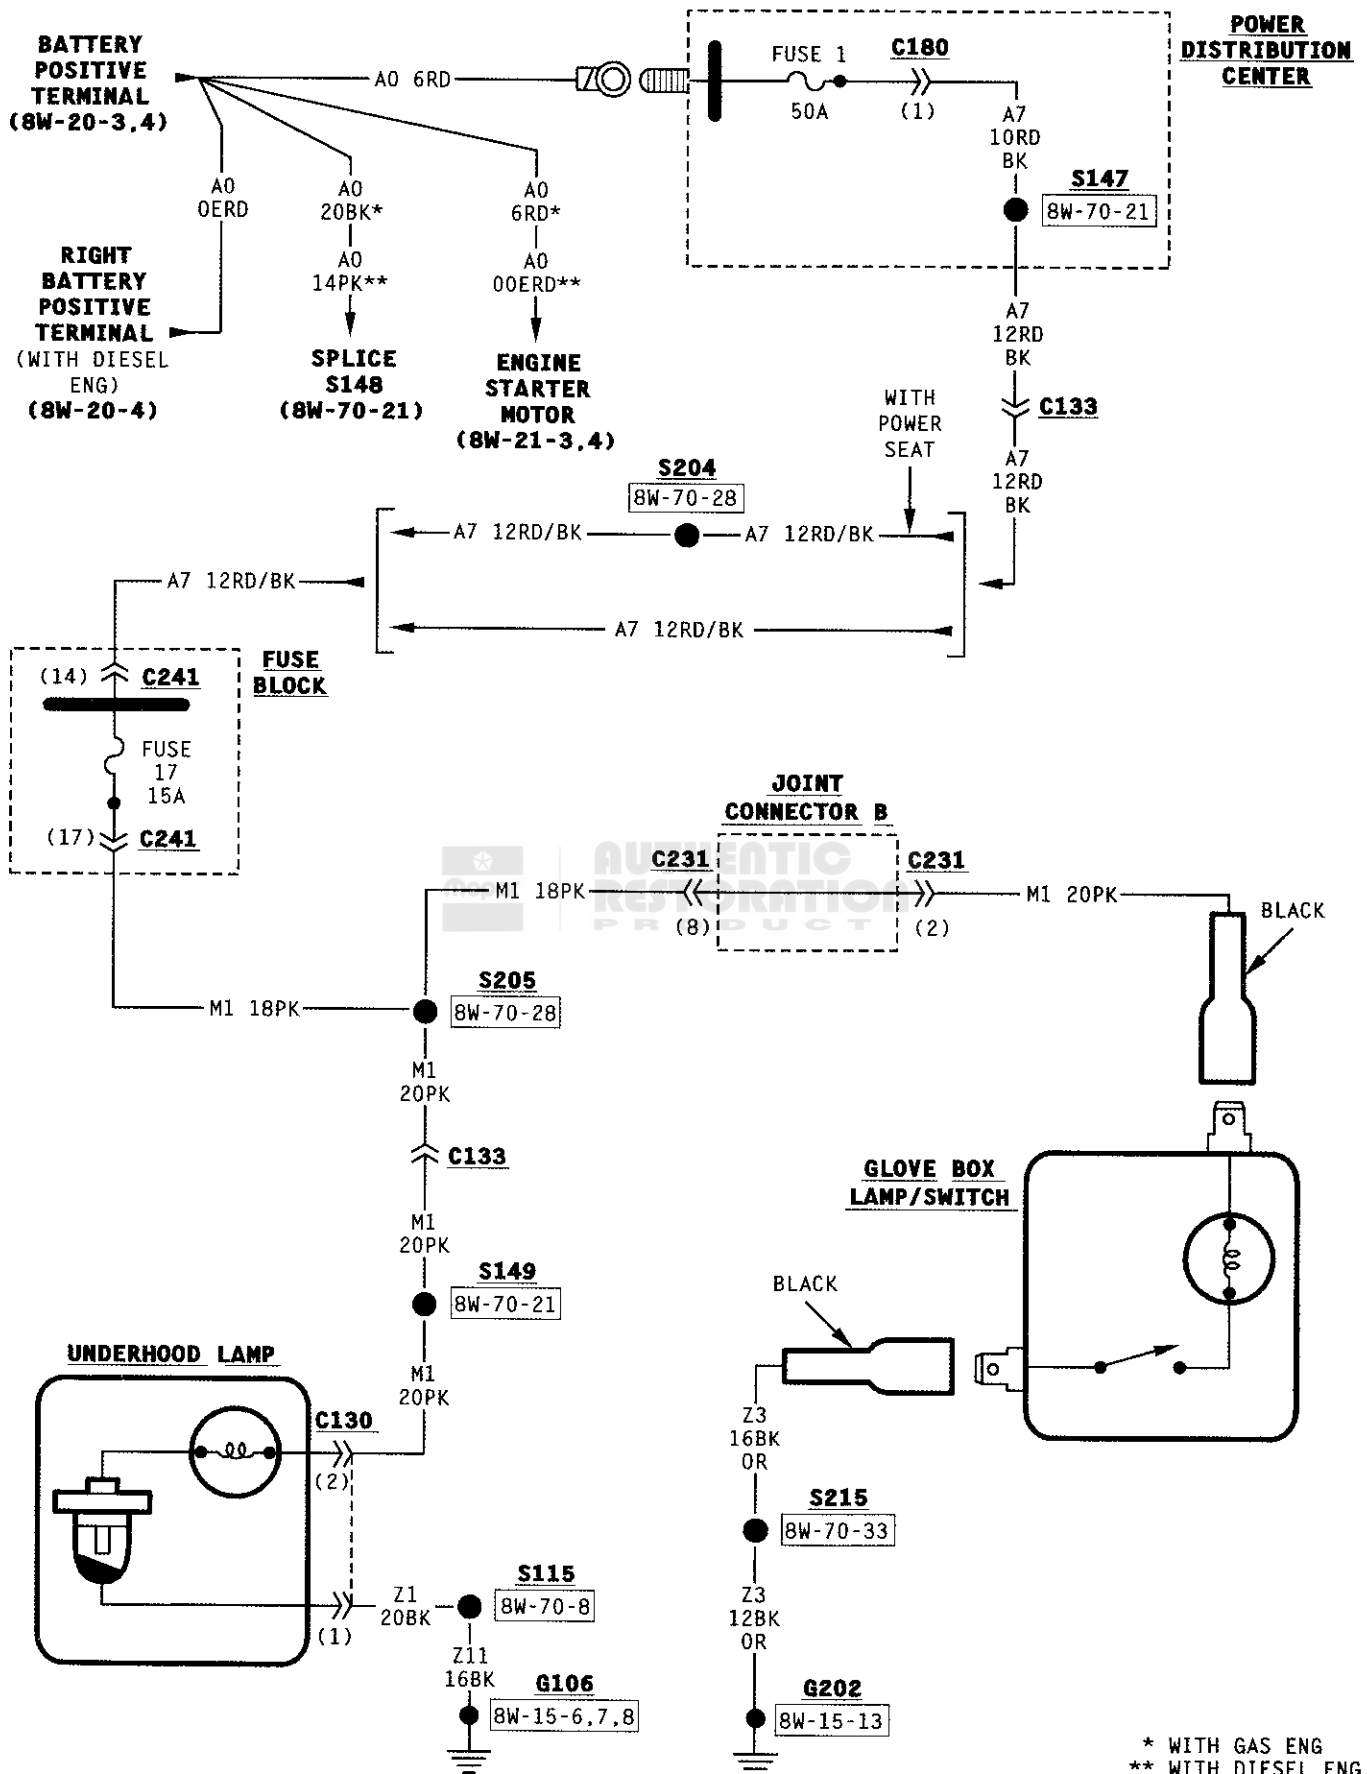 BATTERY
POSITIVE
TERMINAL
(8W-20-3,4)
A0 6RD
FUSE 1
50A
C180
(1)
POWER
DISTRIBUTION
CENTER
A7
10RD
BK
S147
8W-70-21
A0
0ERD
A0
20BK*
A0
14PK**
A0
6RD*
A0
00ERD**
RIGHT
BATTERY
POSITIVE
TERMINAL
(WITH DIESEL
ENG)
(8W-20-4)
SPLICE
S148
(8W-70-21)
ENGINE
STARTER
MOTOR
(8W-21-3,4)
A7
12RD
BK
C133
WITH
POWER
SEAT
A7
12RD
BK
S204
8W-70-28
A7 12RD/BK
A7 12RD/BK
A7 12RD/BK
A7 12RD/BK
FUSE
BLOCK
(14)
C241
FUSE
17
15A
(17)
C241
JOINT
CONNECTOR B
C231
C231
M1 18PK
(8)
(2)
M1 20PK
BLACK
Mopar
AUTHENTIC
RESTORATION
PRODUCT
M1 18PK
S205
8W-70-28
M1
20PK
C133
M1
20PK
S149
8W-70-21
M1
20PK
GLOVE BOX
LAMP/SWITCH
BLACK
UNDERHOOD LAMP
C130
(2)
(1)
Z1
20BK
S115
8W-70-8
Z11
16BK
G106
8W-15-6,7,8
Z3
16BK
OR
S215
8W-70-33
Z3
12BK
OR
G202
8W-15-13
* WITH GAS ENG
** WITH DIESEL ENG